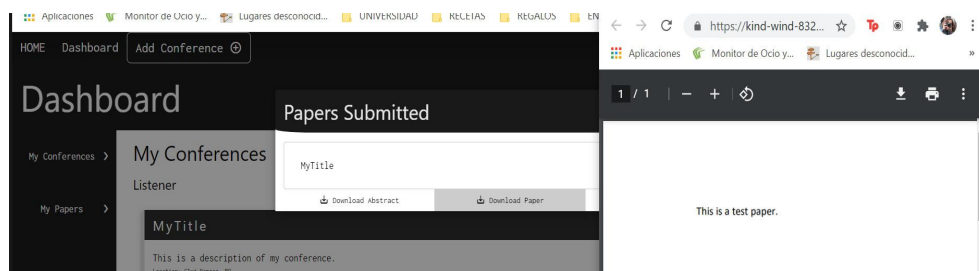 Aplicaciones Monitor de Ocio y... Lugares desconocid... UNIVERSIDAD RECETAS REGALOS EN
HOME Dashboard Add Conference
Dashboard
My Conferences
My Papers
My Conferences
Listener
MyTitle
This is a description of my conference.
Papers Submitted
MyTitle
Download Abstract Download Paper
https://kind-wind-832...
Aplicaciones Monitor de Ocio y... Lugares desconocid... »
1 / 1
This is a test paper.